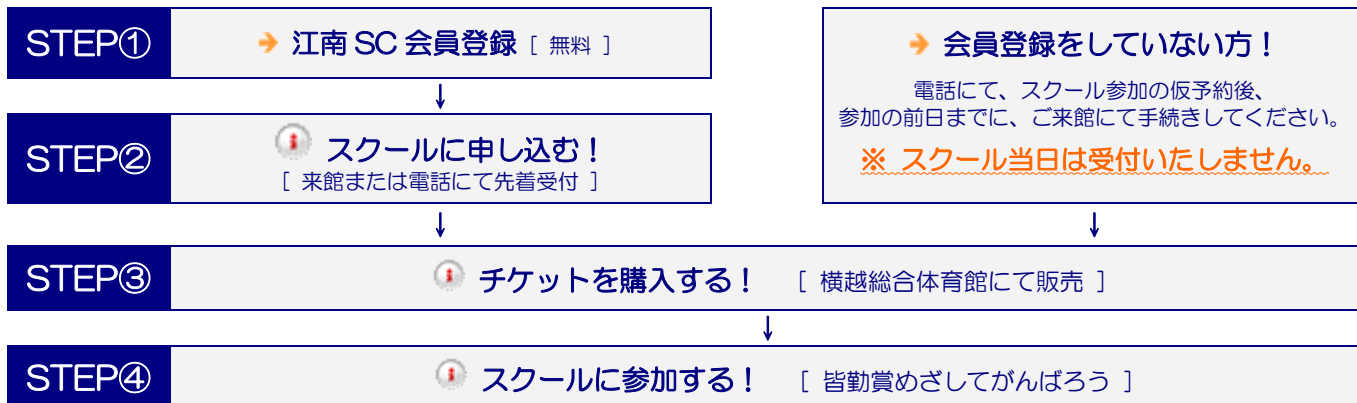 STEP① 江南 SC 会員登録 [ 無料 ]
↓
STEP② スクールに申し込む！
[ 来館または電話にて先着受付 ]
↓
会員登録をしていない方！
電話にて、スクール参加の仮予約後、
参加の前日までに、ご来館にて手続きしてください。
※ スクール当日は受付いたしません。
↓
STEP③ チケットを購入する！ [ 横越総合体育館にて販売 ]
↓
STEP④ スクールに参加する！ [ 皆勤賞めざしてがんばろう ]